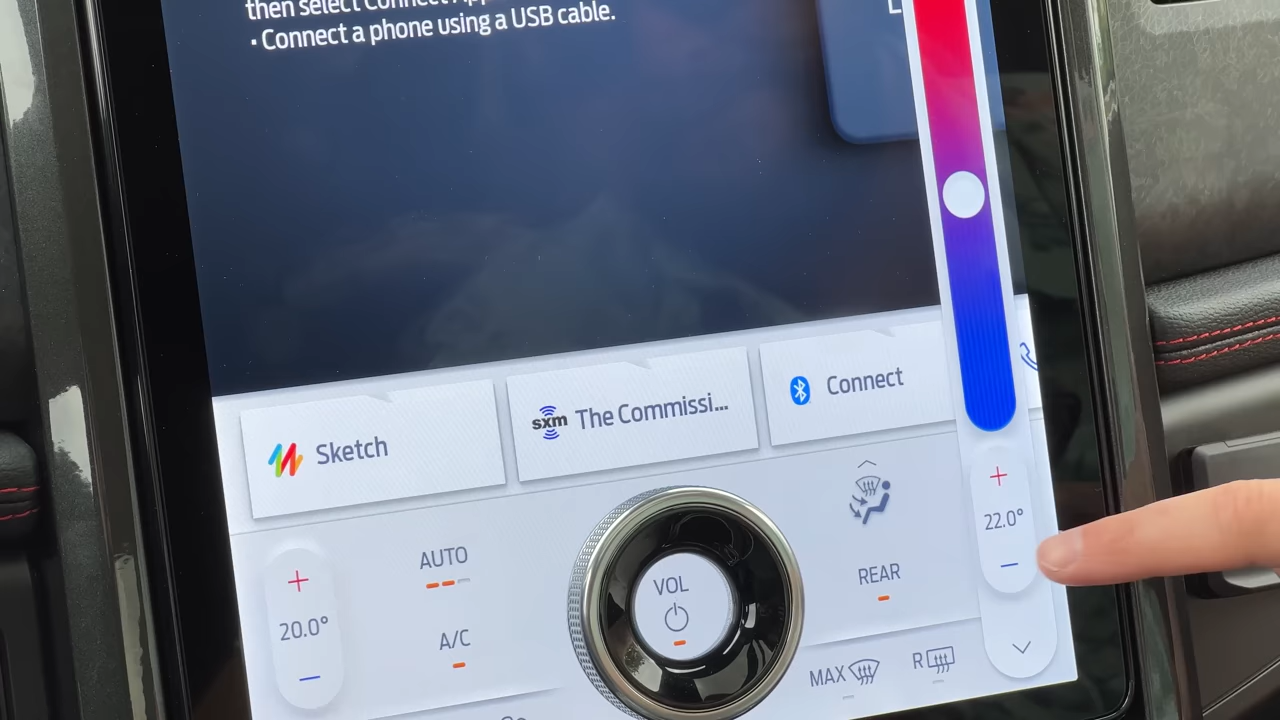 then select Connect App
· Connect a phone using a USB cable.
Sketch
sxm The Commissi...
Connect
AUTO
A/C
VOL
REAR
MAX
R
+
20.0°
−
+
22.0°
−